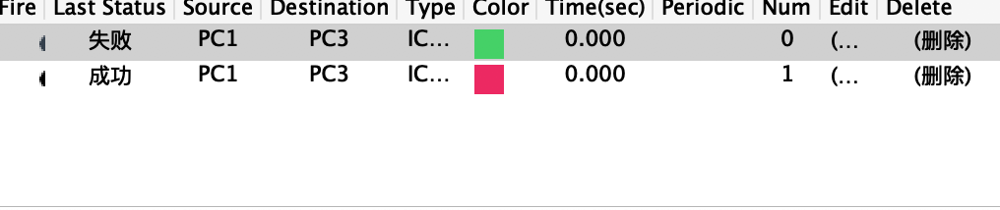 Fire Last Status Source Destination Type Color Time(sec) Periodic Num Edit Delete
失败 PC1 PC3 IC... 0.000 0 (... (删除)
成功 PC1 PC3 IC... 0.000 1 (... (删除)